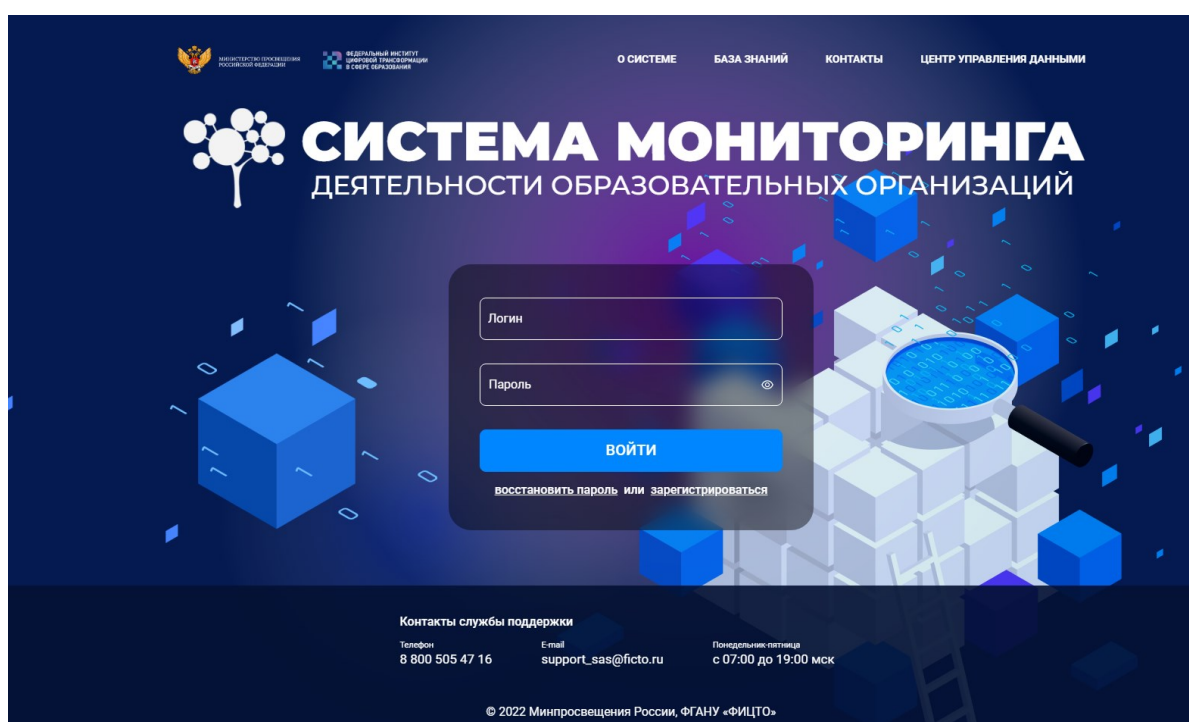 МИНИСТЕРСТВО ПРОСВЕЩЕНИЯ
РОССИЙСКОЙ ФЕДЕРАЦИИ
ФЕДЕРАЛЬНЫЙ ИНСТИТУТ
ЦИФРОВОЙ ТРАНСФОРМАЦИИ
В СФЕРЕ ОБРАЗОВАНИЯ
О СИСТЕМЕ БАЗА ЗНАНИЙ КОНТАКТЫ ЦЕНТР УПРАВЛЕНИЯ ДАННЫМИ
СИСТЕМА МОНИТОРИНГА
ДЕЯТЕЛЬНОСТИ ОБРАЗОВАТЕЛЬНЫХ ОРГАНИЗАЦИЙ
Логин
Пароль
ВОЙТИ
восстановить пароль или зарегистрироваться
Контакты службы поддержки
Телефон E-mail Понедельник-пятница
8 800 505 47 16 support_sas@ficto.ru с 07:00 до 19:00 мск
© 2022 Минпросвещения России, ФГАНУ «ФИЦТО»